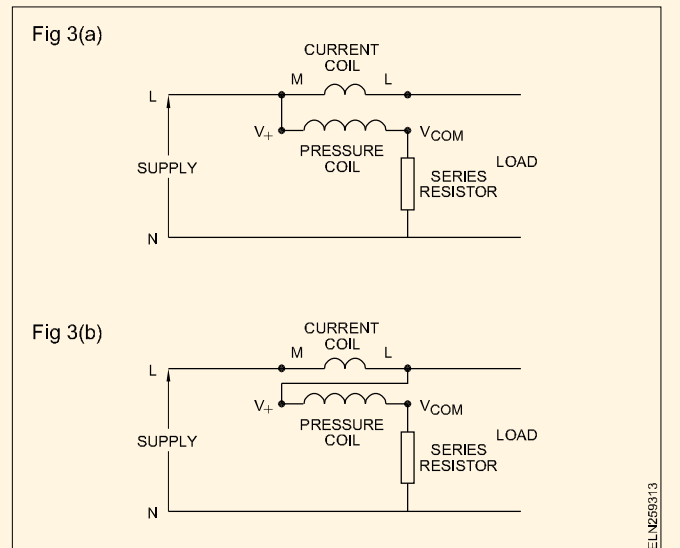 Fig 3(a)
CURRENT
COIL
M L
L
V+ VCOM
PRESSURE
COIL
LOAD
SUPPLY
SERIES
RESISTOR
N
Fig 3(b)
CURRENT
COIL
M L
L
V+ VCOM
PRESSURE
COIL
LOAD
SUPPLY
SERIES
RESISTOR
N
ELN259313